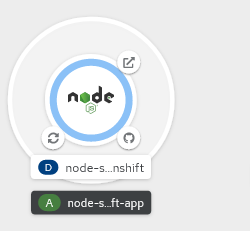 node
JS
D node-s...nshift
A node-s...ft-app